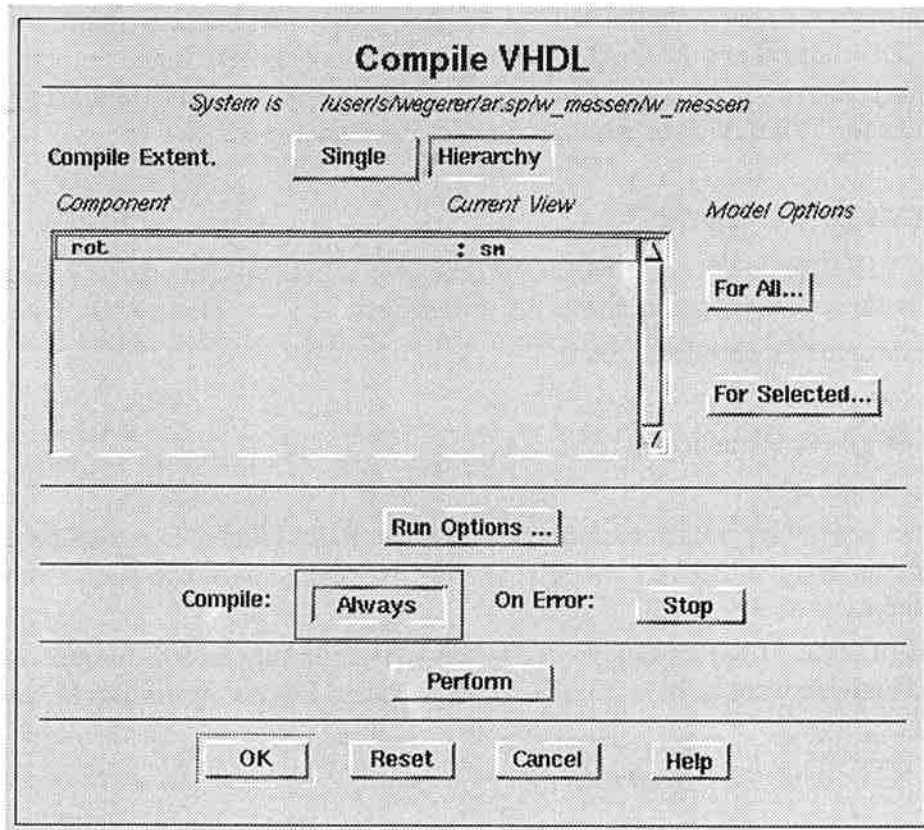 Compile VHDL
System is /user/s/wegerer/ar.sp/w_messen/w_messen
Compile Extent. Single Hierarchy
Component Current View Model Options
rot : sm
For All...
For Selected...
Run Options ...
Compile: Always On Error: Stop
Perform
OK Reset Cancel Help